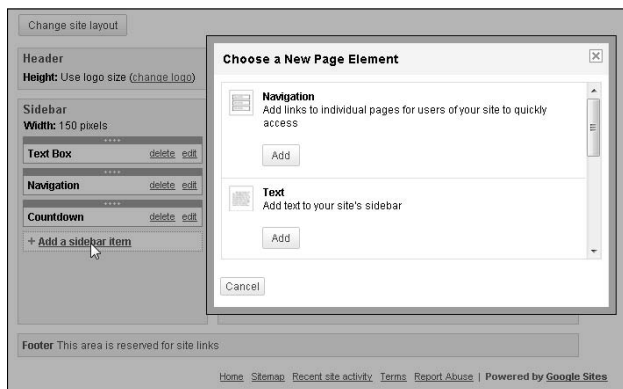 Change site layout
Header
Height: Use logo size (change logo)
Sidebar
Width: 150 pixels
Text Box delete edit
Navigation delete edit
Countdown delete edit
+ Add a sidebar item
Choose a New Page Element
Navigation
Add links to individual pages for users of your site to quickly
access
Add
Text
Add text to your site's sidebar
Add
Cancel
Footer This area is reserved for site links
Home Sitemap Recent site activity Terms Report Abuse | Powered by Google Sites